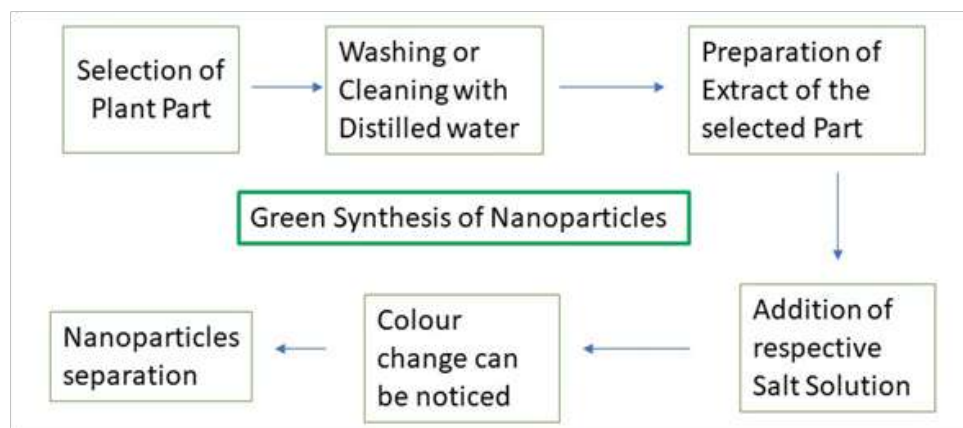 Selection of
Plant Part
Washing or
Cleaning with
Distilled water
Preparation of
Extract of the
selected Part
Green Synthesis of Nanoparticles
Addition of
respective
Salt Solution
Colour
change can
be noticed
Nanoparticles
separation